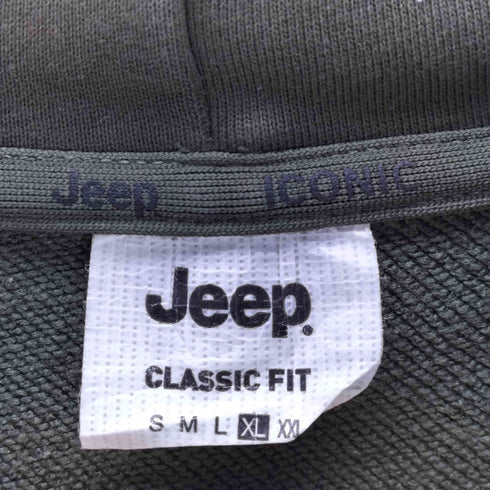 Jeep ICONIC
Jeep.
CLASSIC FIT
S M L XL XXL